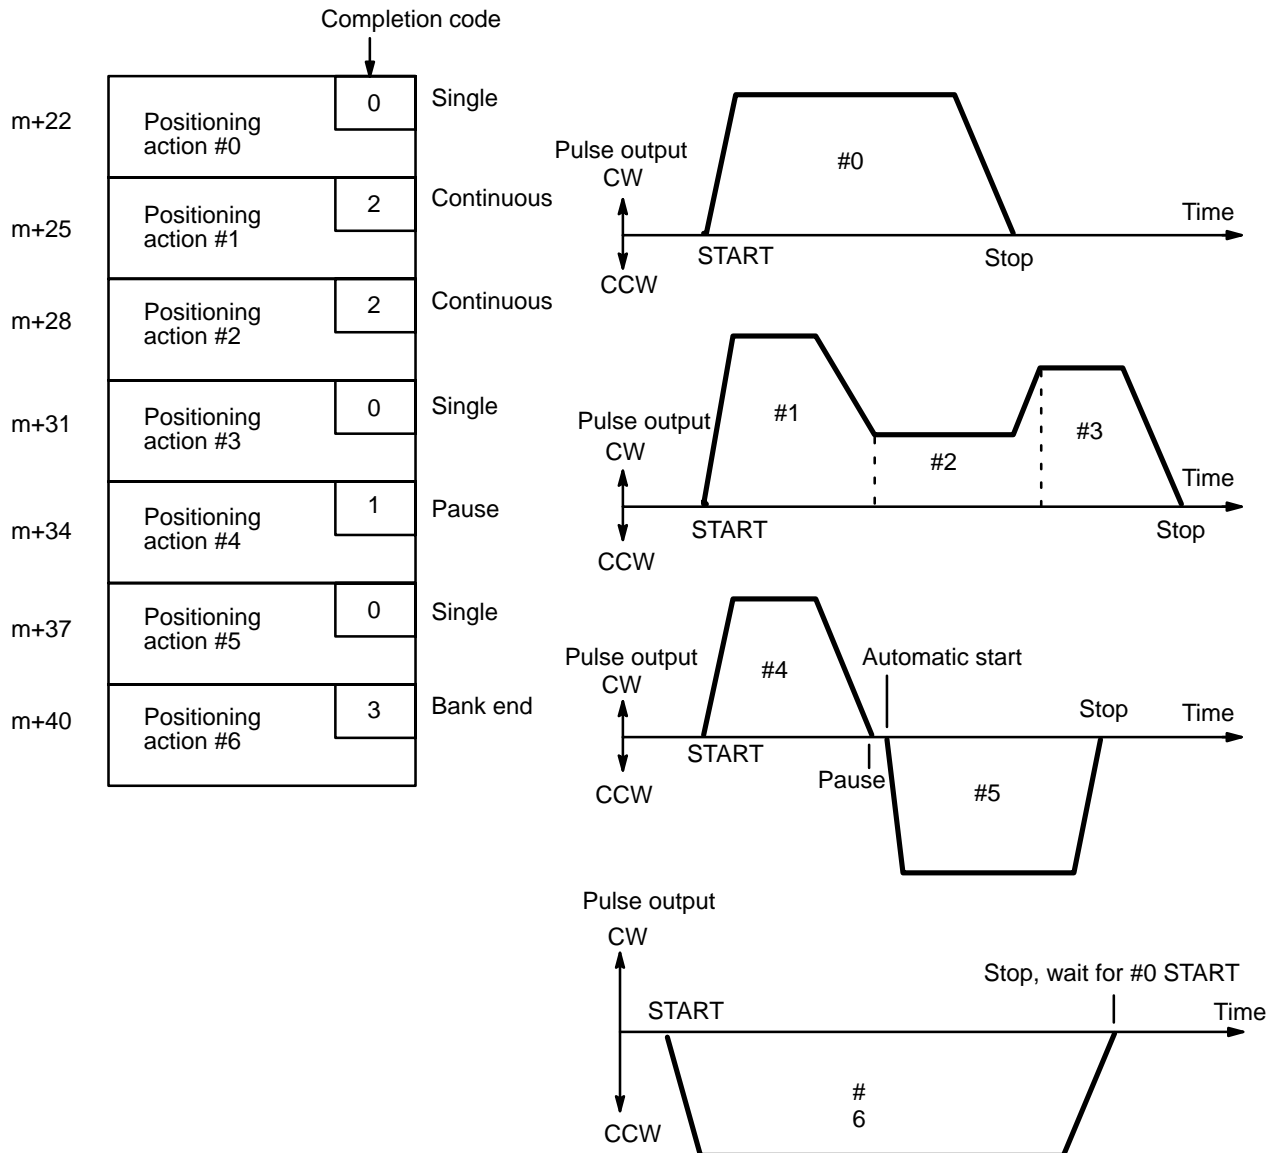 Completion code
m+22
Positioning
action #0
0
Single
m+25
Positioning
action #1
2
Continuous
m+28
Positioning
action #2
2
Continuous
m+31
Positioning
action #3
0
Single
m+34
Positioning
action #4
1
Pause
m+37
Positioning
action #5
0
Single
m+40
Positioning
action #6
3
Bank end
Pulse output
CW
CCW
#0
START
Stop
Time
Pulse output
CW
CCW
#1
#2
#3
START
Stop
Time
Pulse output
CW
CCW
#4
Automatic start
START
Pause
#5
Stop
Time
Pulse output
CW
CCW
START
Stop, wait for #0 START
Time
#
6